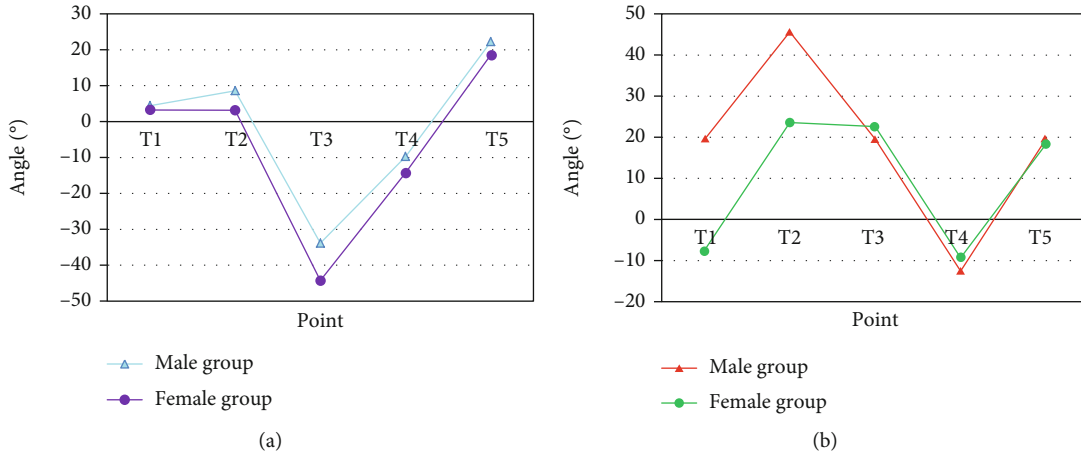 30
20
10
0
–10
–20
–30
–40
–50
Angle (°)
T1
T2
T3
T4
T5
Point
Male group
Female group
(a)
50
40
30
20
10
0
–10
–20
Angle (°)
T1
T2
T3
T4
T5
Point
Male group
Female group
(b)